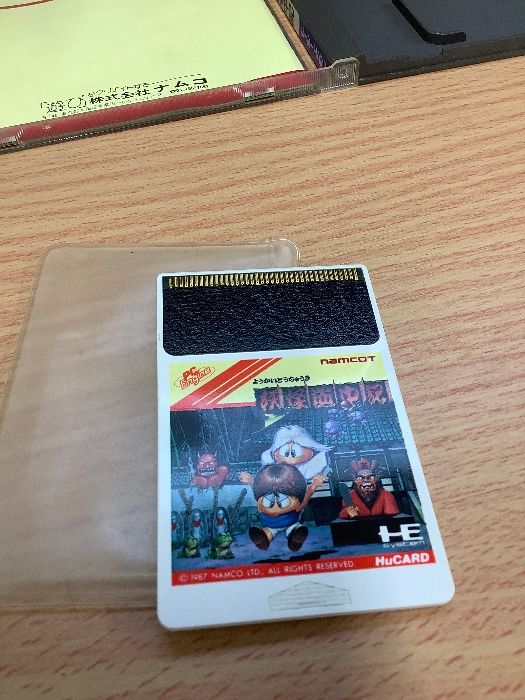 株式会社ナムコ
namcoT
PC Engine
ようかいどうちゅうき
妖怪道中記
HE
system
© 1987 NAMCO LTD., ALL RIGHTS RESERVED.
HuCARD